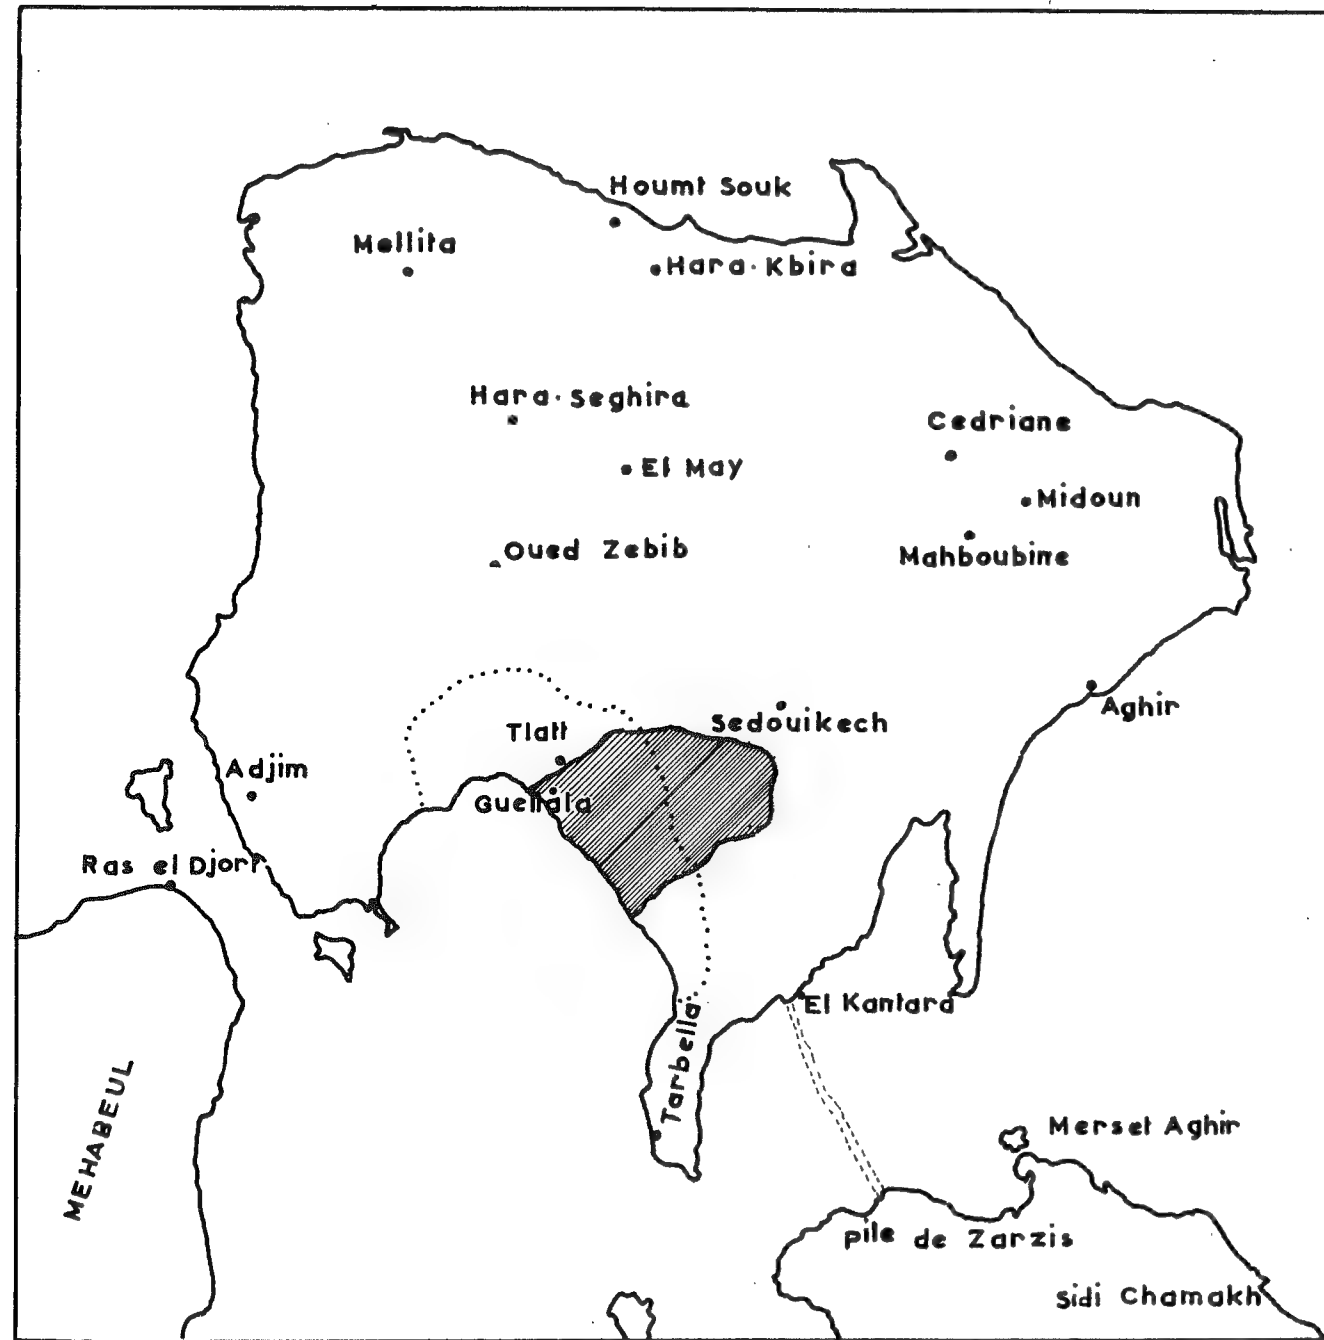 Houmt Souk
Mellita
Hara-Kbira
Hara-Seghira
Cedriane
El May
Midoun
Oued Zebib
Mahboubine
Aghir
Sedouikech
Tlatt
Adjim
Guellala
Ras el Djorf
El Kantara
Tarbella
MEHABEUL
Merset Aghir
Pile de Zarzis
Sidi Chamakh